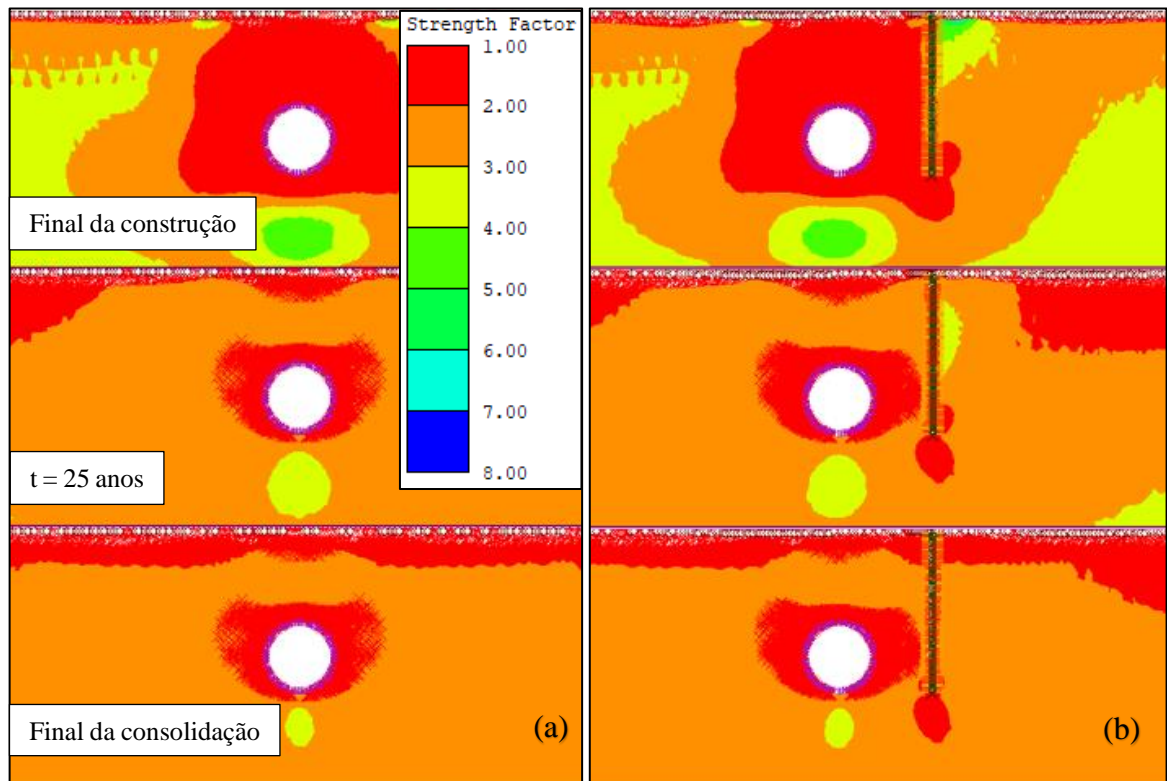 Strength Factor
1.00
2.00
3.00
4.00
5.00
6.00
7.00
8.00
Final da construção
t = 25 anos
Final da consolidação
(a)
(b)